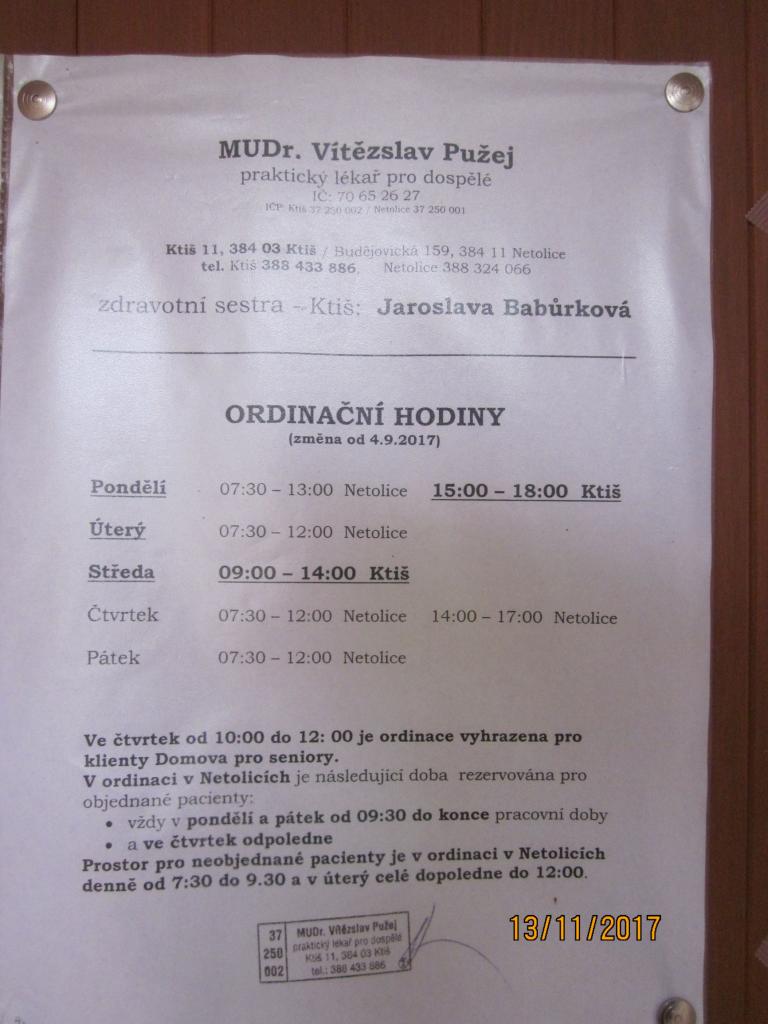 MUDr. Vítězslav Pužej
praktický lékař pro dospělé
IČ: 70 65 26 27
IČP: Ktiš 37 250 002 / Netolice 37 250 001
Ktiš 11, 384 03 Ktiš / Budějovická 159, 384 11 Netolice
tel. Ktiš 388 433 886, Netolice 388 324 066
zdravotní sestra – Ktiš: Jaroslava Babůrková
ORDINAČNÍ HODINY
(změna od 4.9.2017)
Pondělí 07:30 – 13:00 Netolice 15:00 – 18:00 Ktiš
Úterý 07:30 – 12:00 Netolice
Středa 09:00 – 14:00 Ktiš
Čtvrtek 07:30 – 12:00 Netolice 14:00 – 17:00 Netolice
Pátek 07:30 – 12:00 Netolice
Ve čtvrtek od 10:00 do 12: 00 je ordinace vyhrazena pro
klienty Domova pro seniory.
V ordinaci v Netolicích je následující doba rezervována pro
objednané pacienty:
• vždy v pondělí a pátek od 09:30 do konce pracovní doby
• a ve čtvrtek odpoledne
Prostor pro neobjednané pacienty je v ordinaci v Netolicích
denně od 7:30 do 9.30 a v úterý celé dopoledne do 12:00.
37 250 002
MUDr. Vítězslav Pužej
praktický lékař pro dospělé
Ktiš 11, 384 03 Ktiš
tel.: 388 433 886
13/11/2017